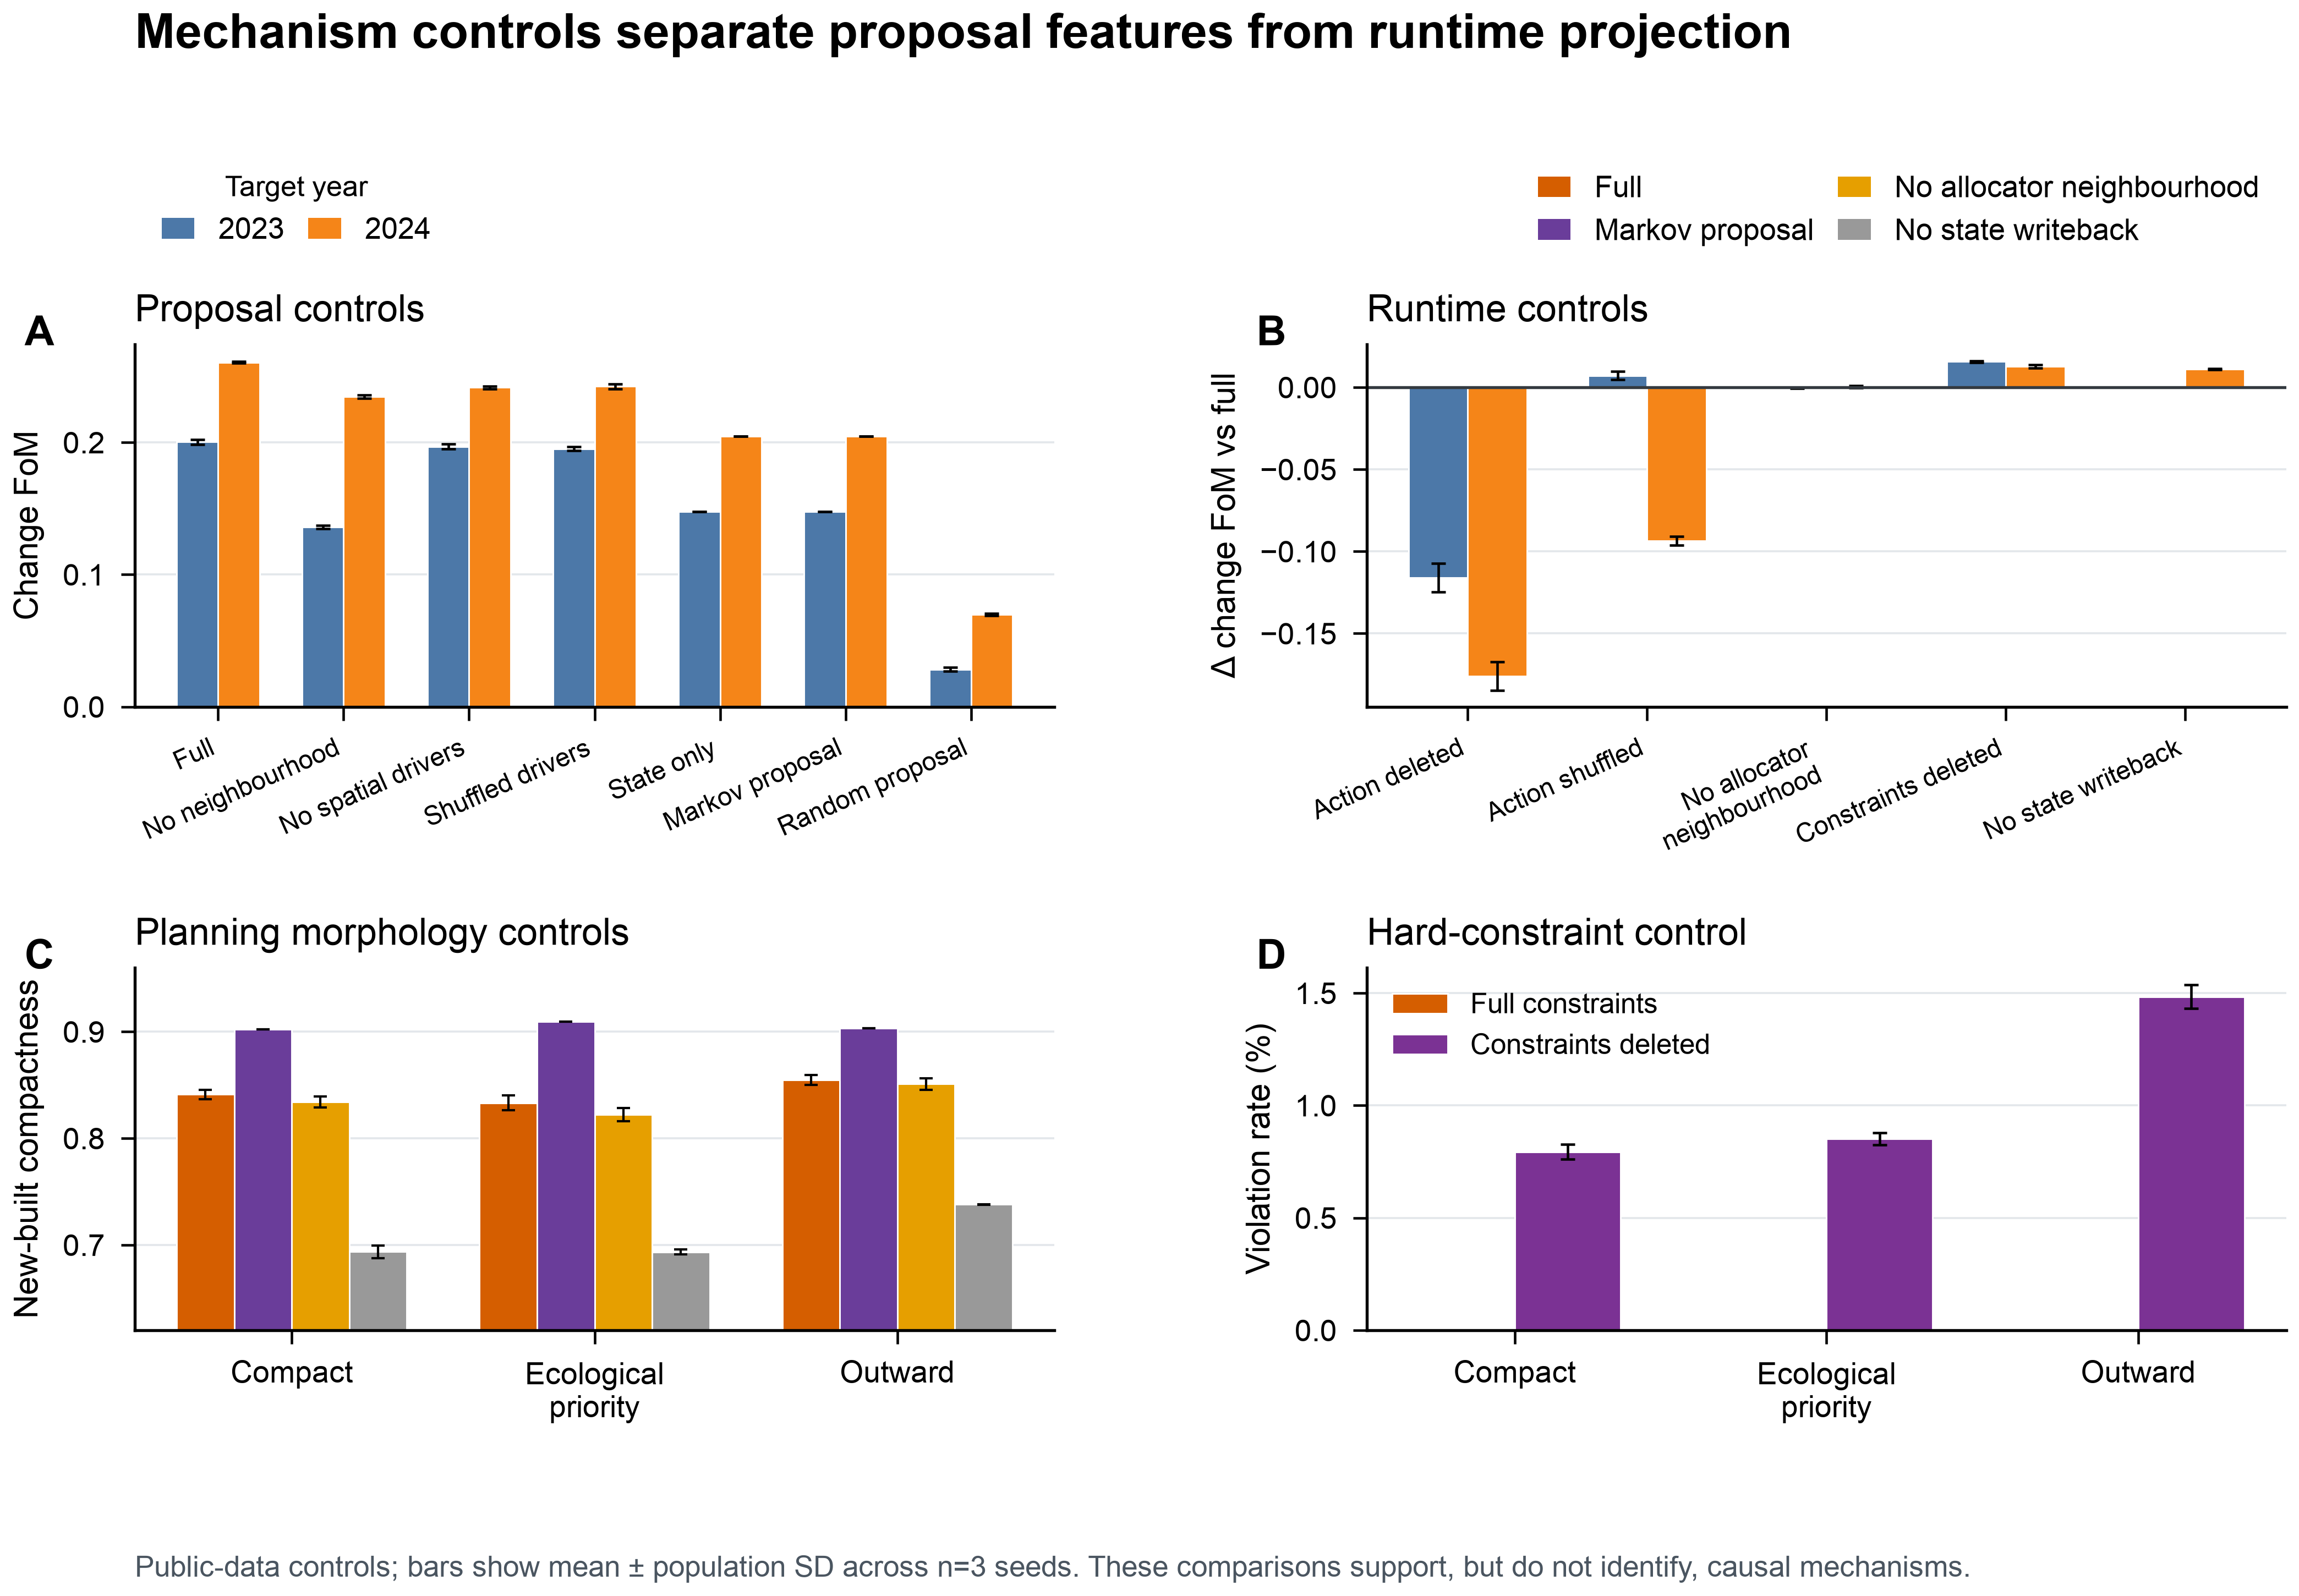 Mechanism controls separate proposal features from runtime projection
Target year
2023
2024
Full
No allocator neighbourhood
Markov proposal
No state writeback
A
Proposal controls
Change FoM
0.2
0.1
0.0
Full
No neighbourhood
No spatial drivers
Shuffled drivers
State only
Markov proposal
Random proposal
B
Runtime controls
Δ change FoM vs full
0.00
−0.05
−0.10
−0.15
Action deleted
Action shuffled
No allocator
neighbourhood
Constraints deleted
No state writeback
C
Planning morphology controls
New-built compactness
0.9
0.8
0.7
Compact
Ecological
priority
Outward
D
Hard-constraint control
Violation rate (%)
1.5
1.0
0.5
0.0
Full constraints
Constraints deleted
Compact
Ecological
priority
Outward
Public-data controls; bars show mean ± population SD across n=3 seeds. These comparisons support, but do not identify, causal mechanisms.